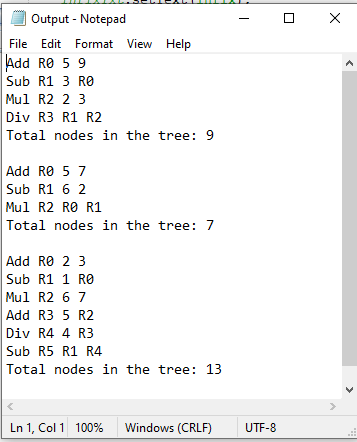 Output - Notepad
File Edit Format View Help
Add R0 5 9
Sub R1 3 R0
Mul R2 2 3
Div R3 R1 R2
Total nodes in the tree: 9
Add R0 5 7
Sub R1 6 2
Mul R2 R0 R1
Total nodes in the tree: 7
Add R0 2 3
Sub R1 1 R0
Mul R2 6 7
Add R3 5 R2
Div R4 4 R3
Sub R5 R1 R4
Total nodes in the tree: 13
Ln 1, Col 1 100% Windows (CRLF) UTF-8